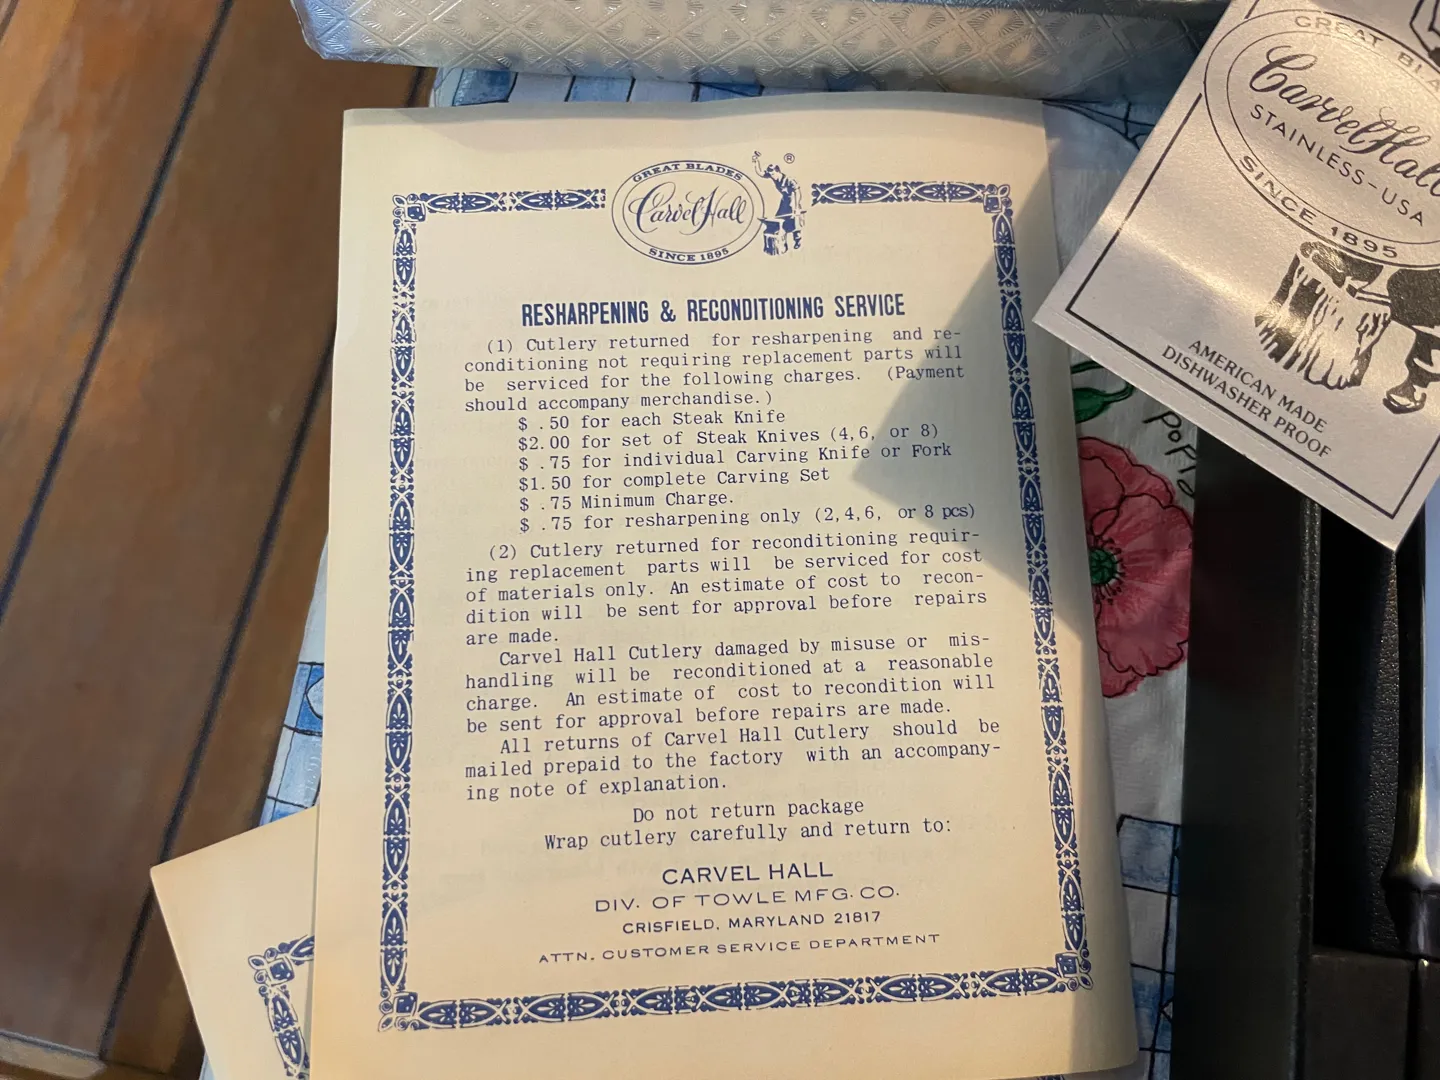 GREAT BLADES
Carvel Hall
SINCE 1895
®
RESHARPENING & RECONDITIONING SERVICE
(1) Cutlery returned for resharpening and re-
conditioning not requiring replacement parts will
be serviced for the following charges. (Payment
should accompany merchandise.)
$ .50 for each Steak Knife
$2.00 for set of Steak Knives (4,6, or 8)
$ .75 for individual Carving Knife or Fork
$1.50 for complete Carving Set
$ .75 Minimum Charge.
$ .75 for resharpening only (2,4,6, or 8 pcs)
(2) Cutlery returned for reconditioning requir-
ing replacement parts will be serviced for cost
of materials only. An estimate of cost to recon-
dition will be sent for approval before repairs
are made.
Carvel Hall Cutlery damaged by misuse or mis-
handling will be reconditioned at a reasonable
charge. An estimate of cost to recondition will
be sent for approval before repairs are made.
All returns of Carvel Hall Cutlery should be
mailed prepaid to the factory with an accompany-
ing note of explanation.
Do not return package
Wrap cutlery carefully and return to:
CARVEL HALL
DIV. OF TOWLE MFG. CO.
CRISFIELD, MARYLAND 21817
ATTN. CUSTOMER SERVICE DEPARTMENT
GREAT BLA
Carvel Hall
STAINLESS-USA
SINCE 1895
AMERICAN MADE
DISHWASHER PROOF